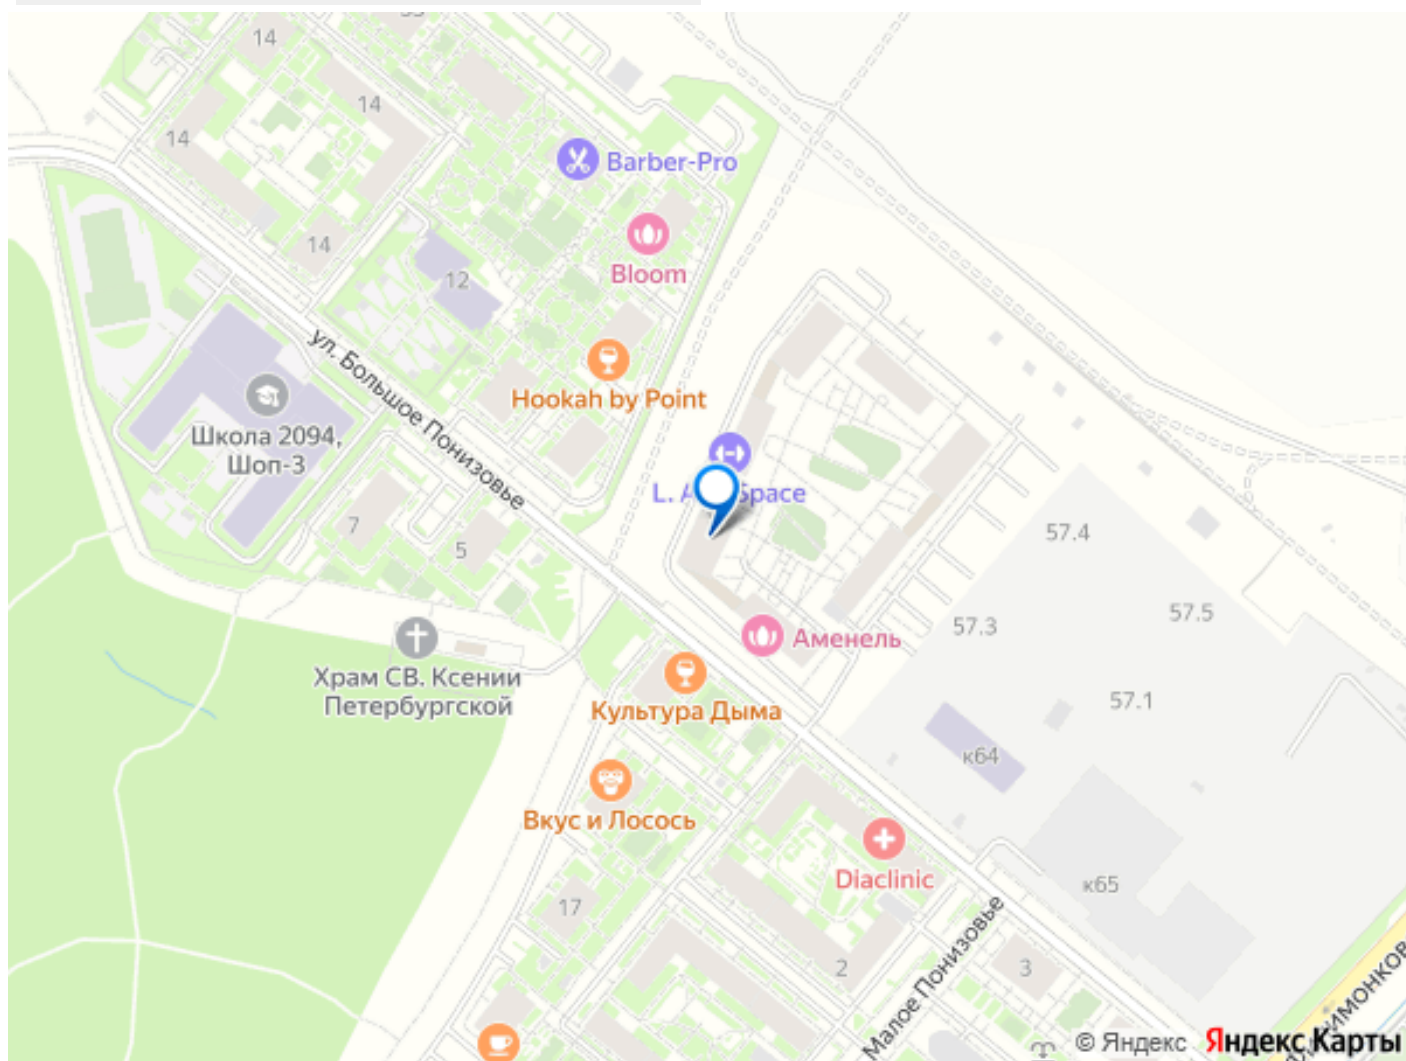 14
14
14
Barber-Pro
14
Bloom
12
ул. Большое Понизовье
Hookah by Point
Школа 2094,
Шоп-3
L.
Space
7
5
57.4
57.3
57.5
Аменель
Храм СВ. Ксении
Петербургской
Культура Дыма
57.1
к64
Вкус и Лосось
Diaclinic
к65
17
2
3
Малое Понизовье
© Яндекс Яндекс Карты